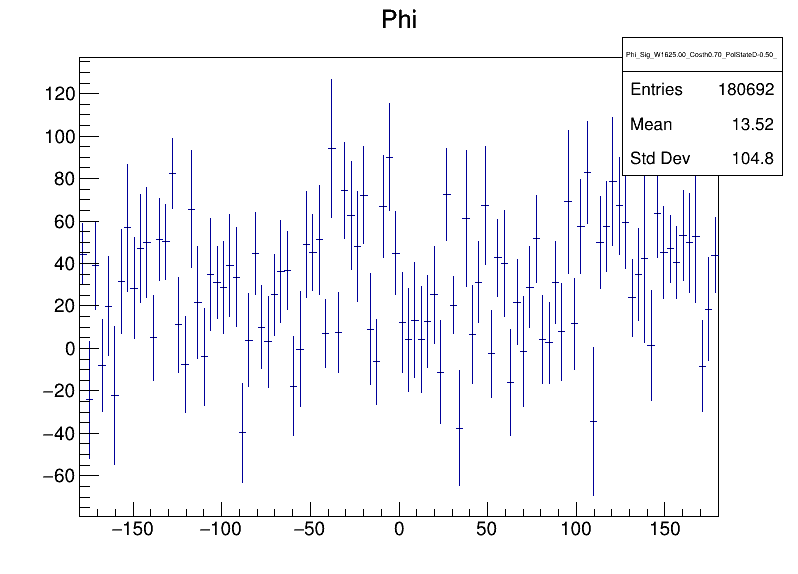 Phi
Phi_Sig_W1625.00_Costh0.70_PolStateD-0.50_
Entries 180692
Mean 13.52
Std Dev 104.8
120
100
80
60
40
20
0
−20
−40
−60
−150 −100 −50 0 50 100 150